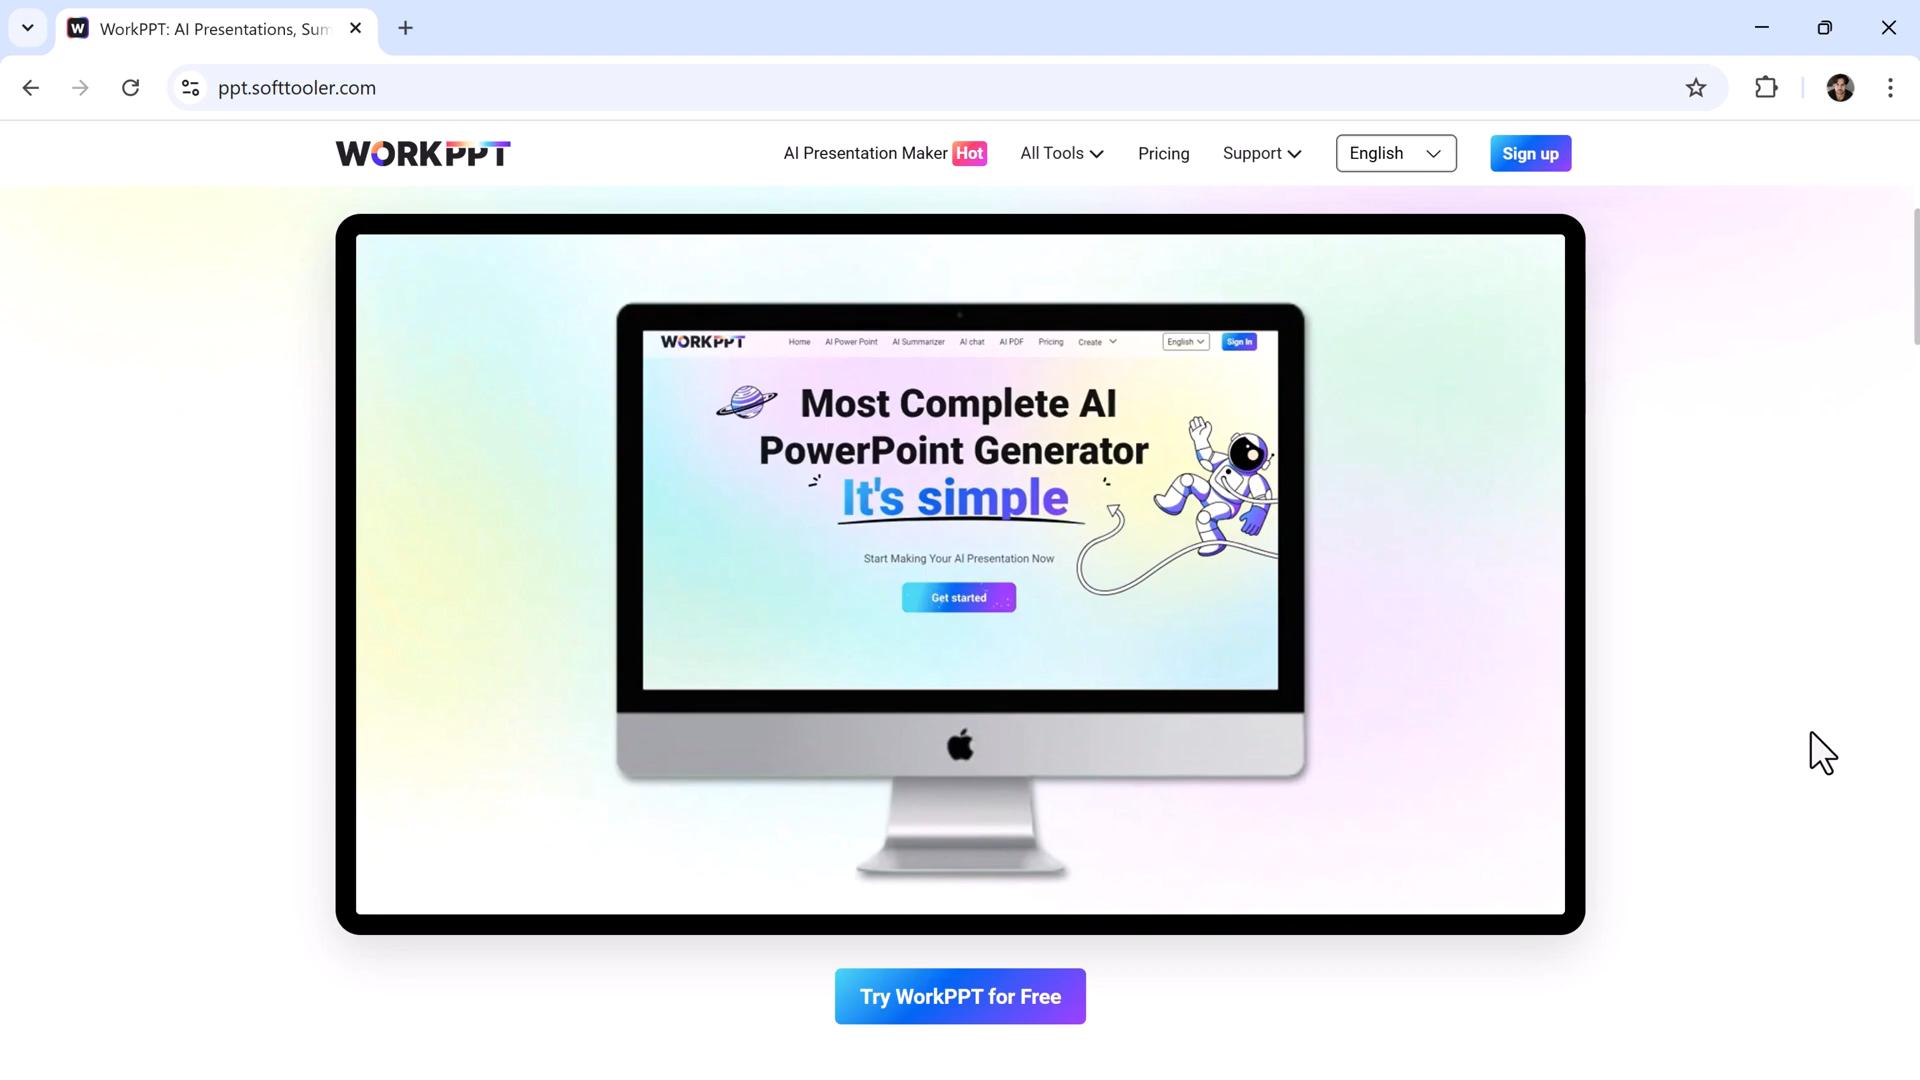 WorkPPT: AI Presentations, Sum
ppt.softtooler.com
WORKPPT
AI Presentation Maker Hot
All Tools
Pricing
Support
English
Sign up
WORKPPT
Home
AI Power Point
AI Summarizer
AI chat
AI PDF
Pricing
Create
English
Sign In
Most Complete AI
PowerPoint Generator
It's simple
Start Making Your AI Presentation Now
Get started
Try WorkPPT for Free